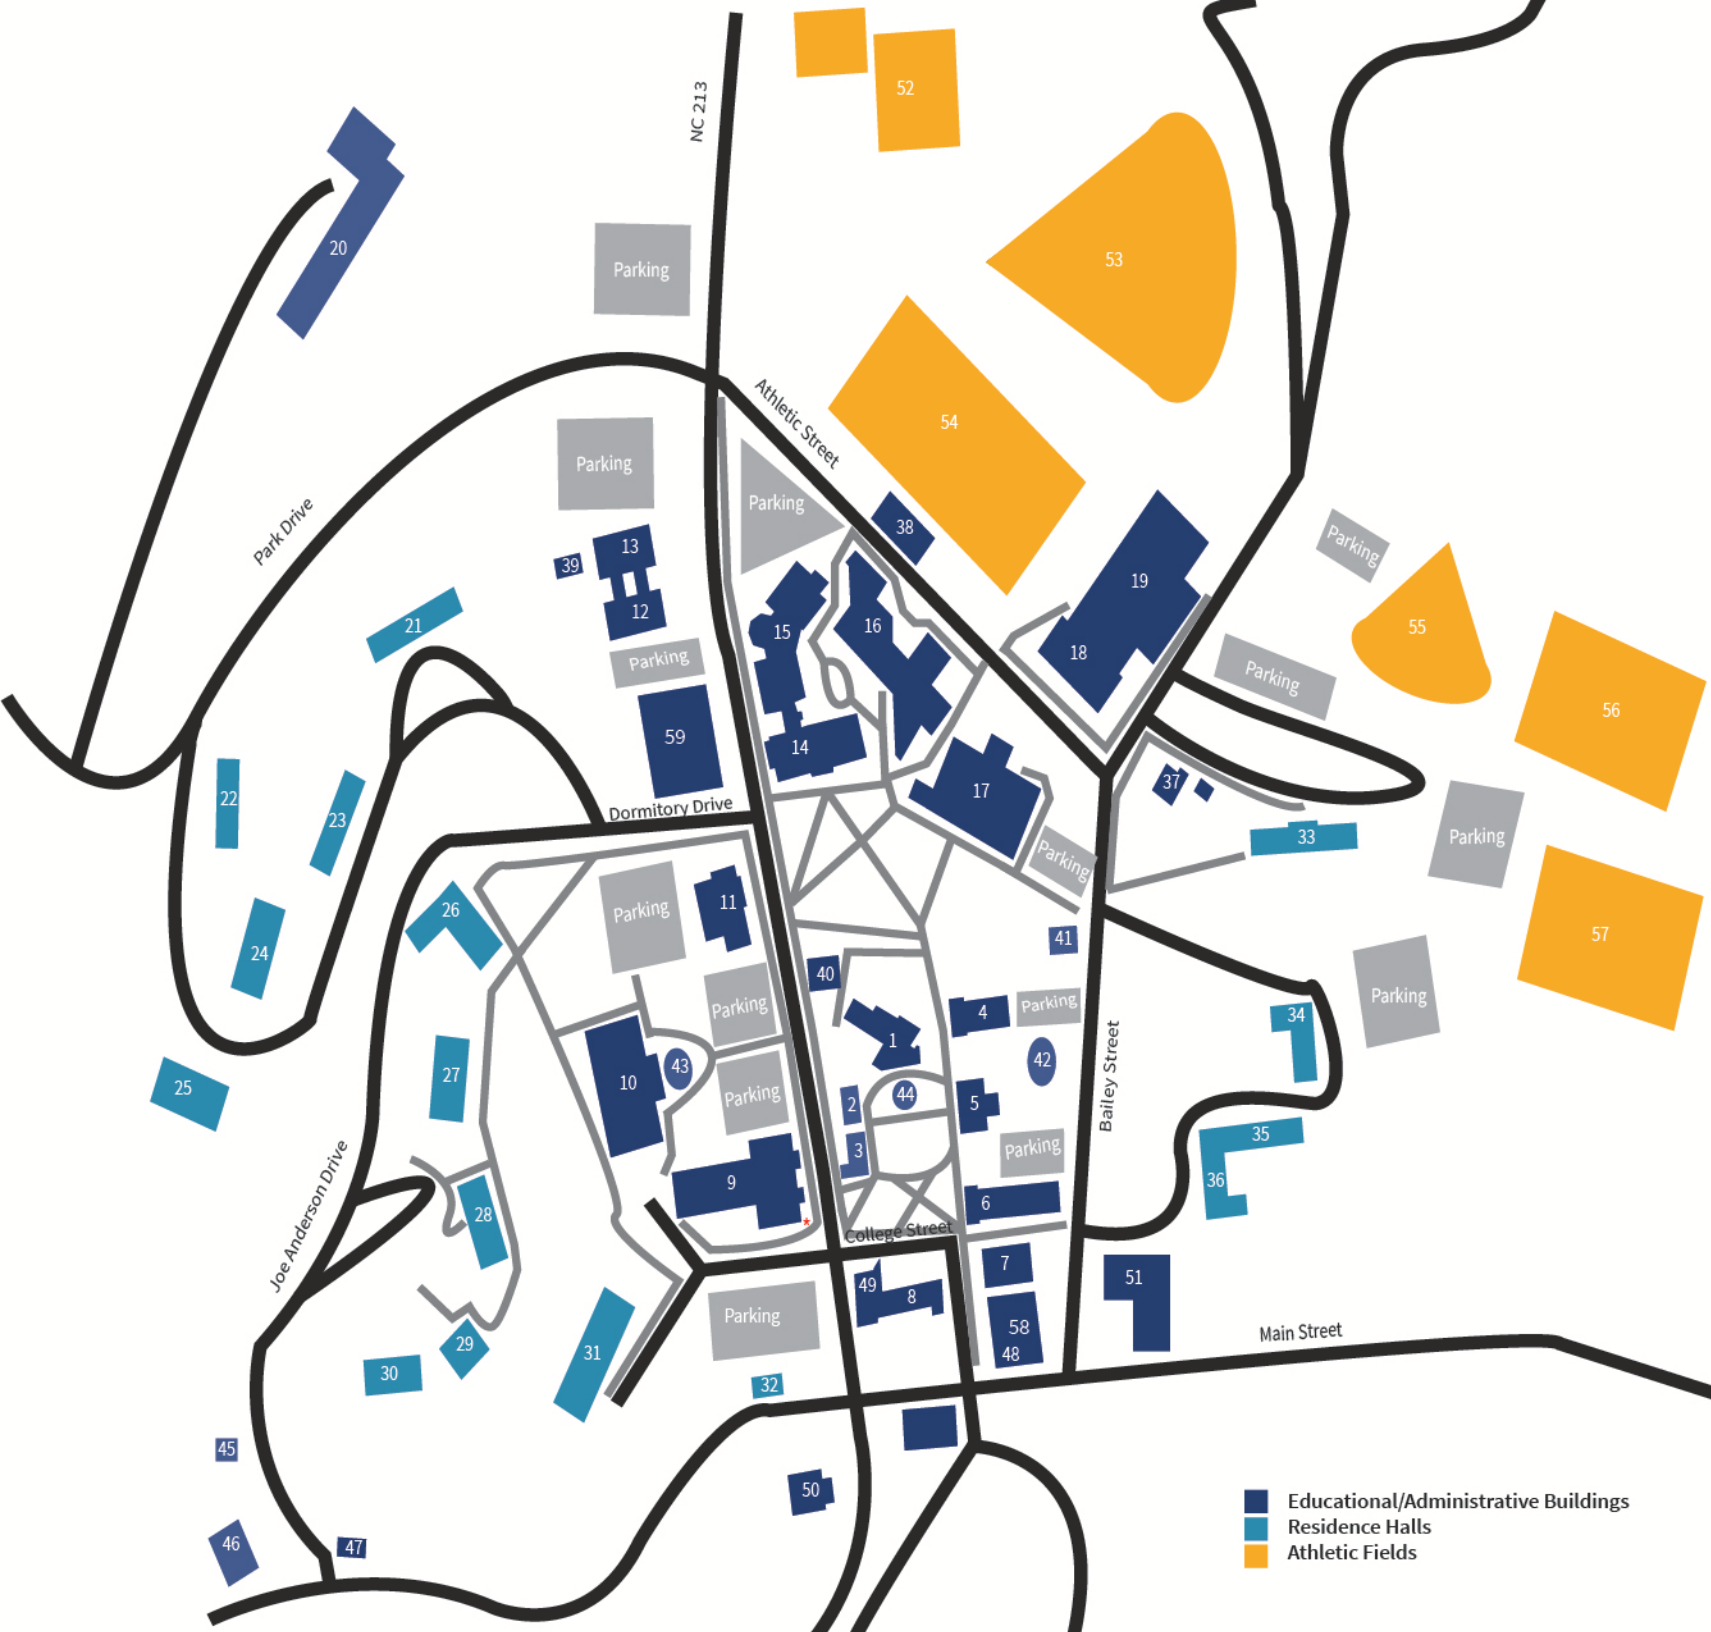 52
NC 213
20
53
Parking
Athletic Street
54
Parking
Parking
Park Drive
38
Parking
13
39
12
19
55
21
15
16
18
Parking
Parking
56
59
14
17
37
22
Dormitory Drive
23
33
Parking
Parking
26
11
Parking
24
41
57
40
Parking
Parking
4
Parking
34
1
42
43
27
10
25
44
Parking
2
5
Bailey Street
35
Parking
3
9
36
6
28
Joe Anderson Drive
*
College Street
7
51
49
8
Parking
58
48
29
31
Main Street
30
32
45
50
46
47
Educational/Administrative Buildings
Residence Halls
Athletic Fields